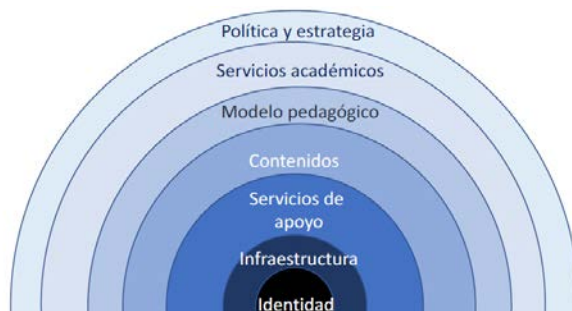 Política y estrategia
Servicios académicos
Modelo pedagógico
Contenidos
Servicios de
apoyo
Infraestructura
Identidad